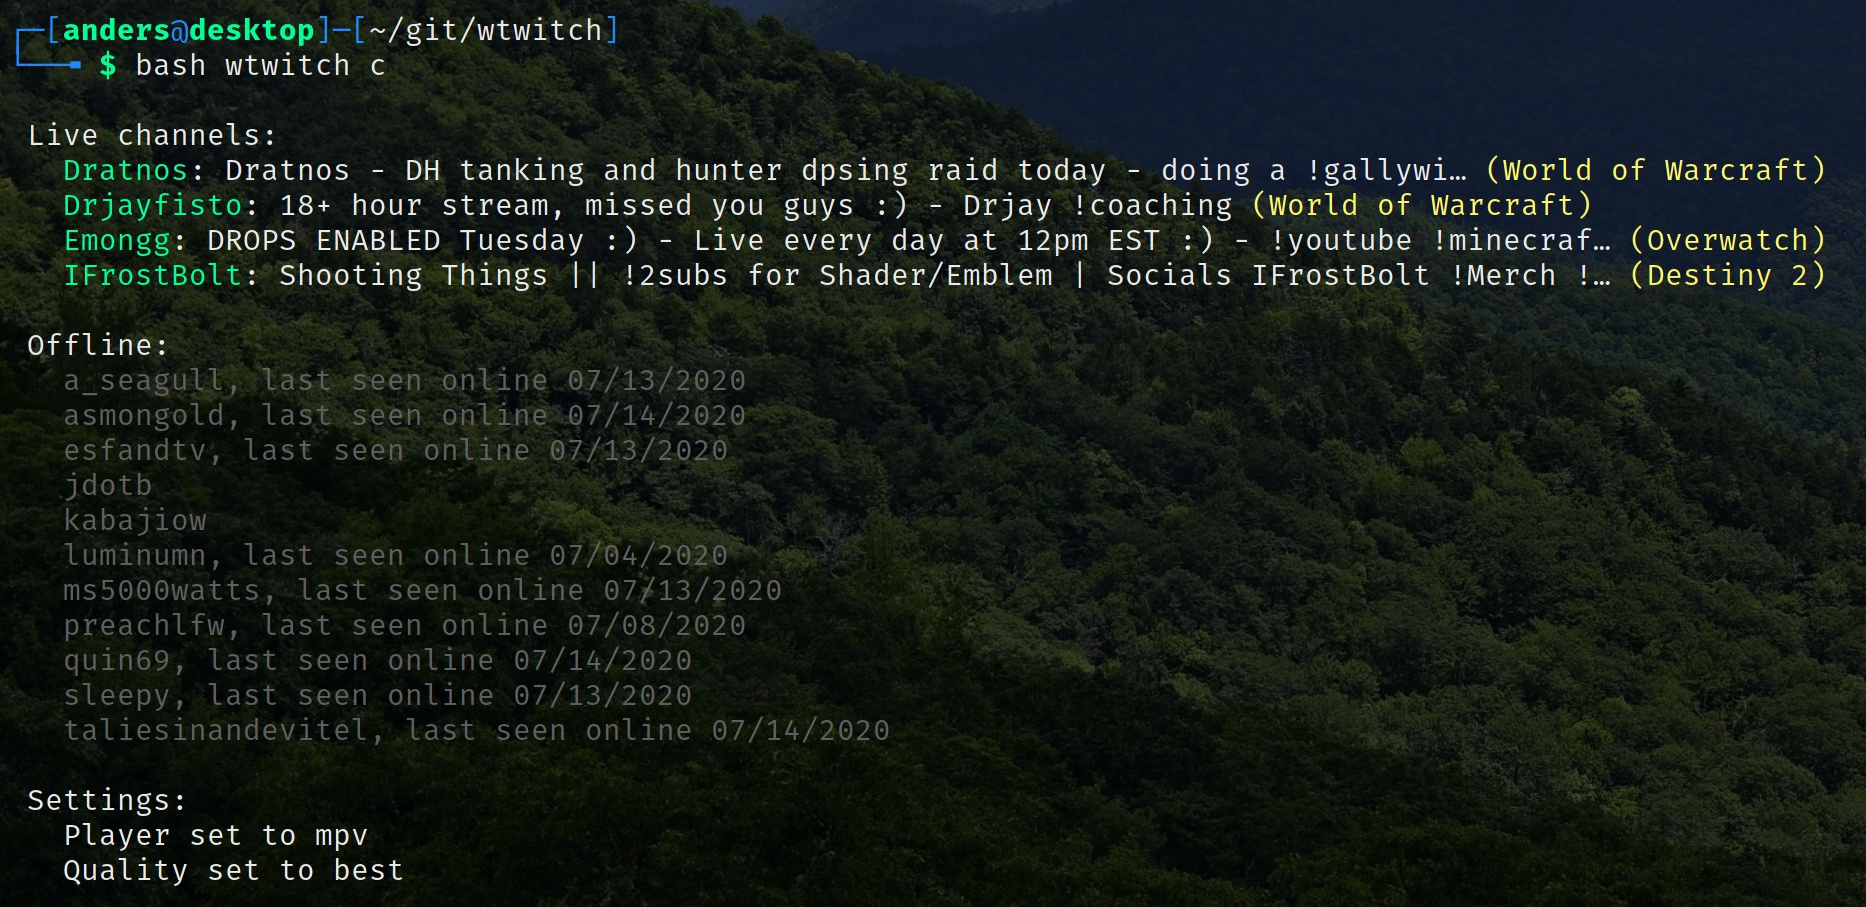 ┌─[anders@desktop]─[~/git/wtwitch]
└──╼ $ bash wtwitch c
Live channels:
Dratnos: Dratnos - DH tanking and hunter dpsing raid today - doing a !gallywi… (World of Warcraft)
Drjayfisto: 18+ hour stream, missed you guys :) - Drjay !coaching (World of Warcraft)
Emongg: DROPS ENABLED Tuesday :) - Live every day at 12pm EST :) - !youtube !minecraf… (Overwatch)
IFrostBolt: Shooting Things || !2subs for Shader/Emblem | Socials IFrostBolt !Merch !… (Destiny 2)
Offline:
a_seagull, last seen online 07/13/2020
asmongold, last seen online 07/14/2020
esfandtv, last seen online 07/13/2020
jdotb
kabajiow
luminumn, last seen online 07/04/2020
ms5000watts, last seen online 07/13/2020
preachlfw, last seen online 07/08/2020
quin69, last seen online 07/14/2020
sleepy, last seen online 07/13/2020
taliesinandevitel, last seen online 07/14/2020
Settings:
Player set to mpv
Quality set to best